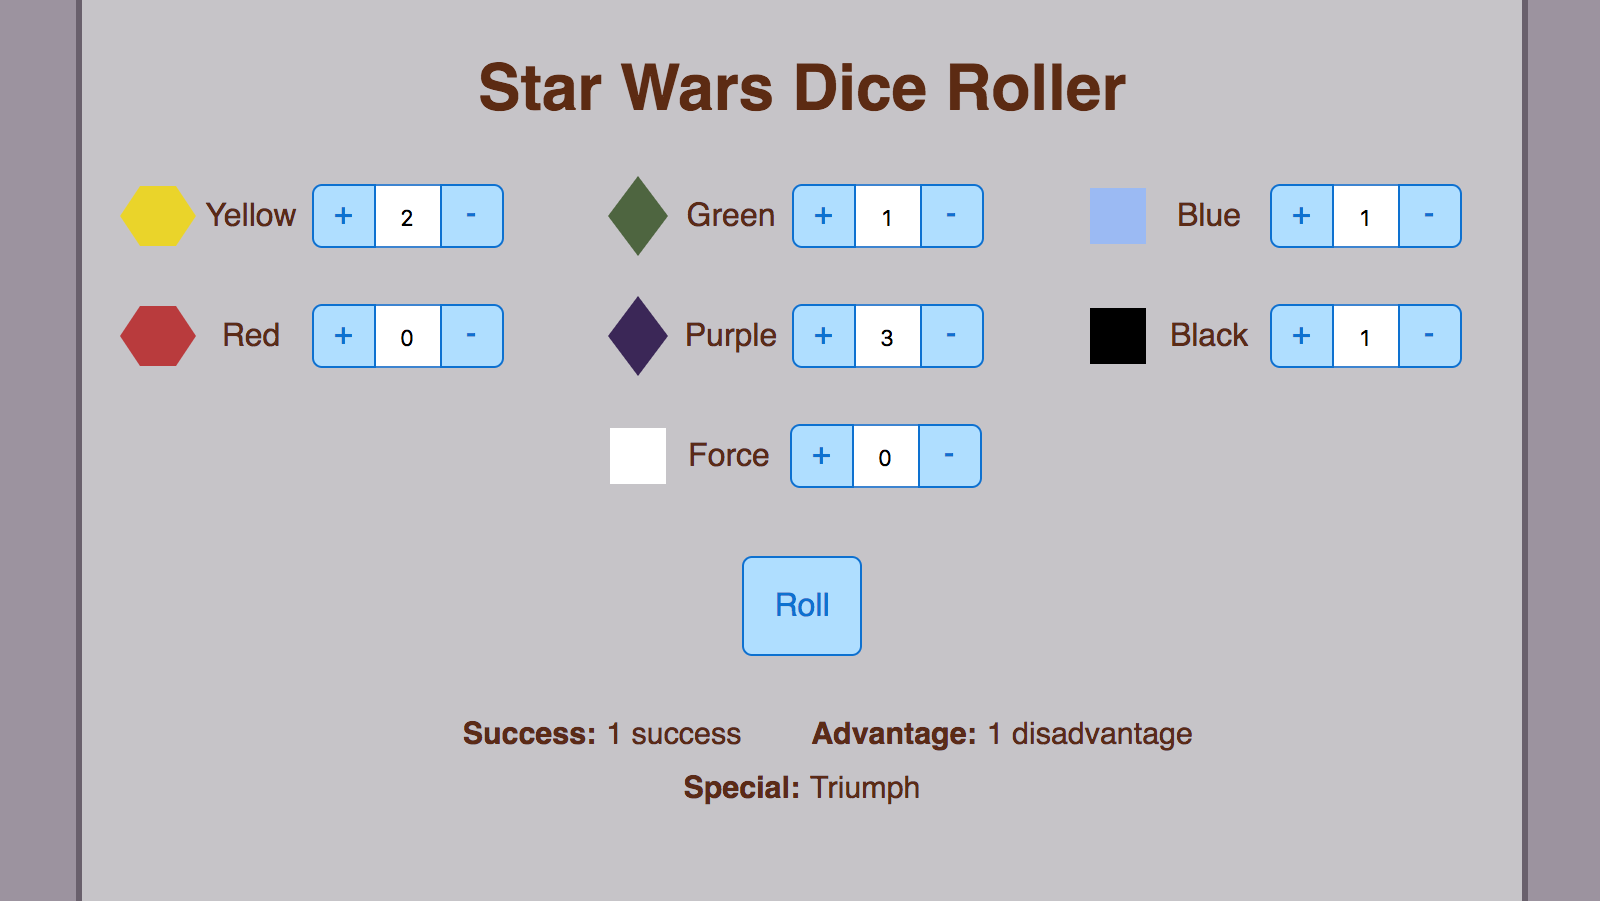 Star Wars Dice Roller
Yellow + 2 - Green + 1 - Blue + 1 -
Red + 0 - Purple + 3 - Black + 1 -
Force + 0 -
Roll
Success: 1 success Advantage: 1 disadvantage
Special: Triumph